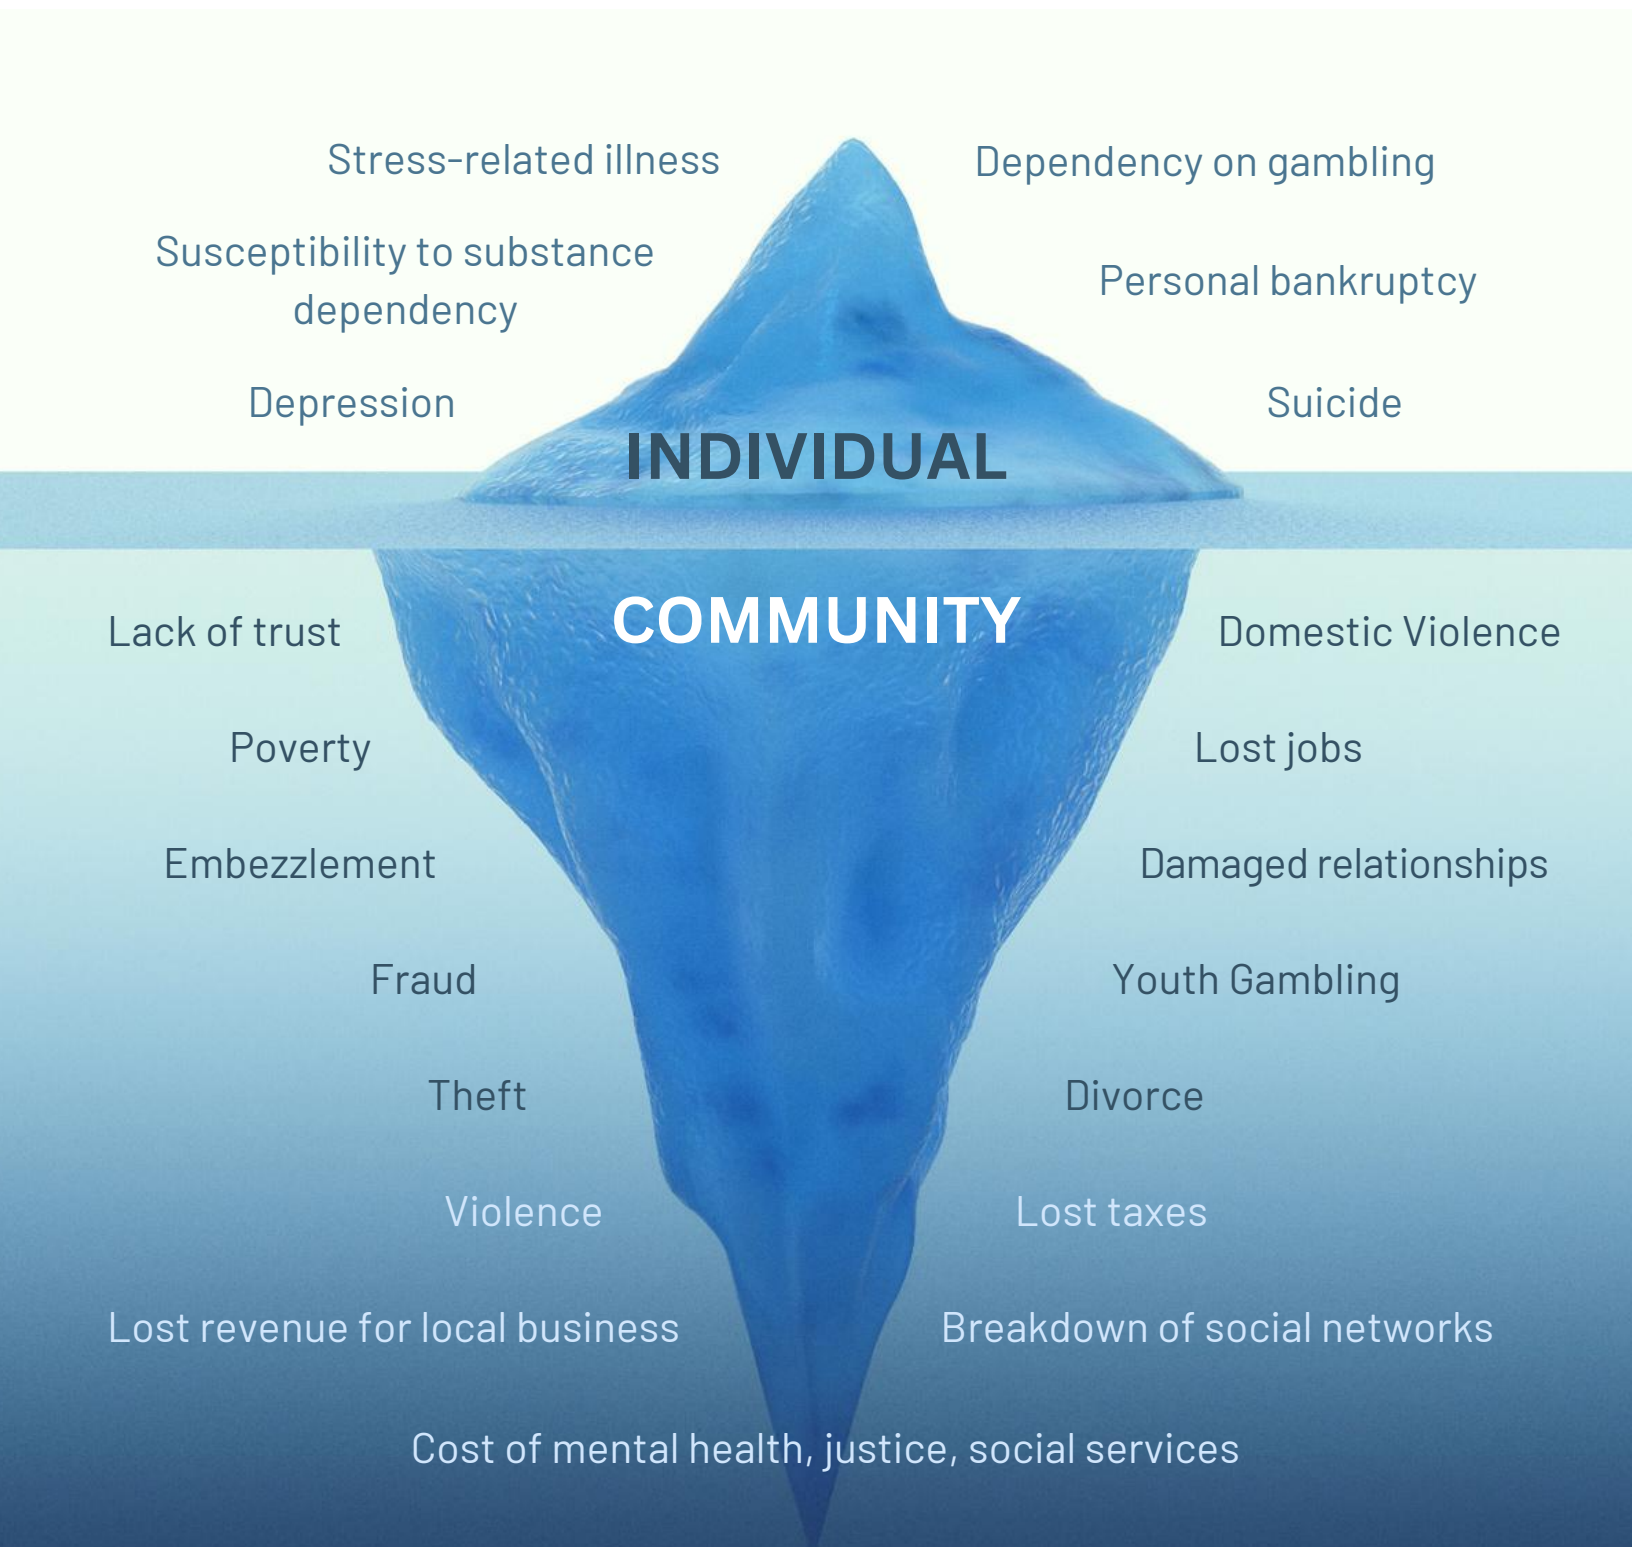 Stress-related illness
Dependency on gambling
Susceptibility to substance
dependency
Personal bankruptcy
Depression
Suicide
INDIVIDUAL
COMMUNITY
Lack of trust
Domestic Violence
Poverty
Lost jobs
Embezzlement
Damaged relationships
Fraud
Youth Gambling
Theft
Divorce
Violence
Lost taxes
Lost revenue for local business
Breakdown of social networks
Cost of mental health, justice, social services